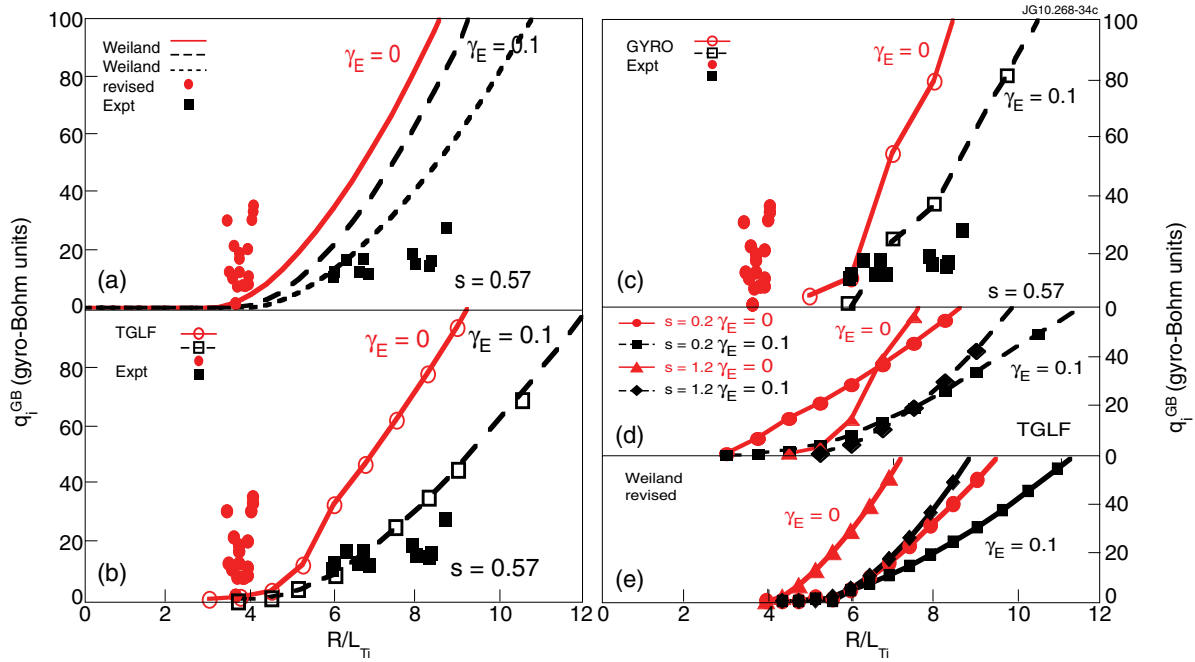 JG10.268-34c
100
80
60
40
20
0
Weiland
Weiland
revised
Expt
γE = 0
γE = 0.1
(a)
s = 0.57
80
60
40
20
0
TGLF
Expt
γE = 0
γE = 0.1
(b)
s = 0.57
0 2 4 6 8 10 12
R/LTi
qiGB (gyro-Bohm units)
GYRO
Expt
γE = 0
γE = 0.1
(c)
s = 0.57
100
80
60
40
20
0
s = 0.2 γE = 0
s = 0.2 γE = 0.1
s = 1.2 γE = 0
s = 1.2 γE = 0.1
γE = 0
γE = 0.1
(d)
TGLF
40
20
0
Weiland
revised
γE = 0
γE = 0.1
(e)
40
20
0
0 2 4 6 8 10 12
R/LTi
qiGB (gyro-Bohm units)